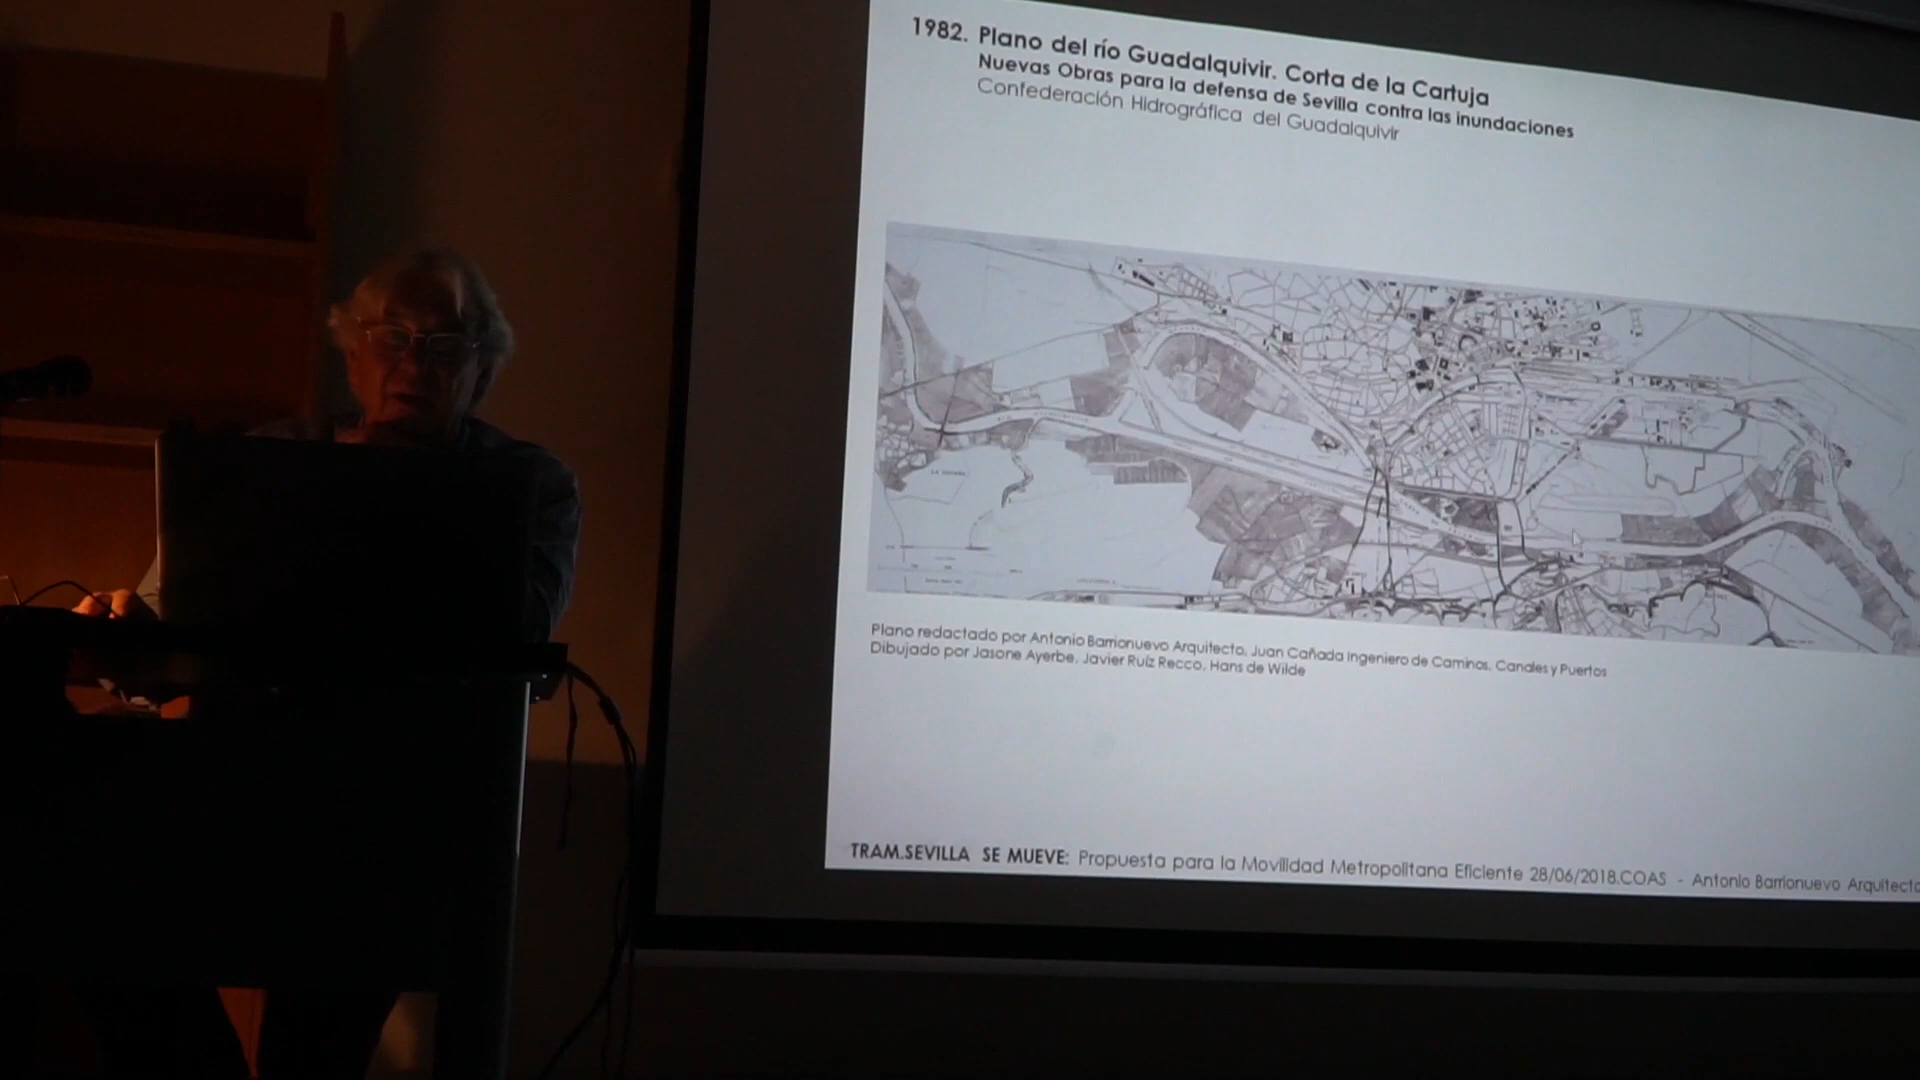 1982. Plano del río Guadalquivir. Corta de la Cartuja
Nuevas Obras para la defensa de Sevilla contra las inundaciones
Confederación Hidrográfica del Guadalquivir
Plano redactado por Antonio Barrionuevo Arquitecto, Juan Cañada Ingeniero de Caminos, Canales y Puertos
Dibujado por Jasone Ayerbe, Javier Ruíz Recco, Hans de Wilde
TRAM.SEVILLA SE MUEVE: Propuesta para la Movilidad Metropolitana Eficiente 28/06/2018.COAS - Antonio Barrionuevo Arquitecto